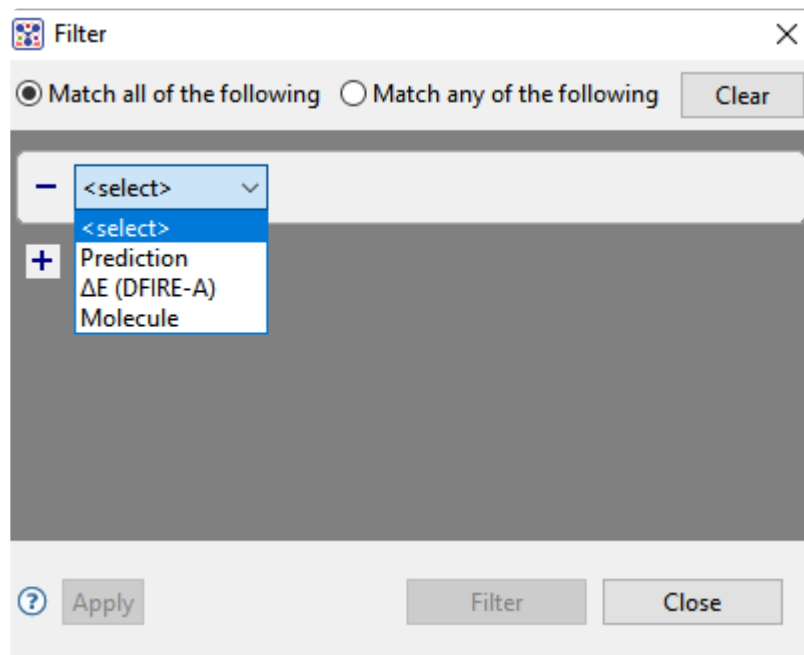 Filter
Match all of the following Match any of the following Clear
<select>
<select>
Prediction
ΔE (DFIRE-A)
Molecule
? Apply Filter Close